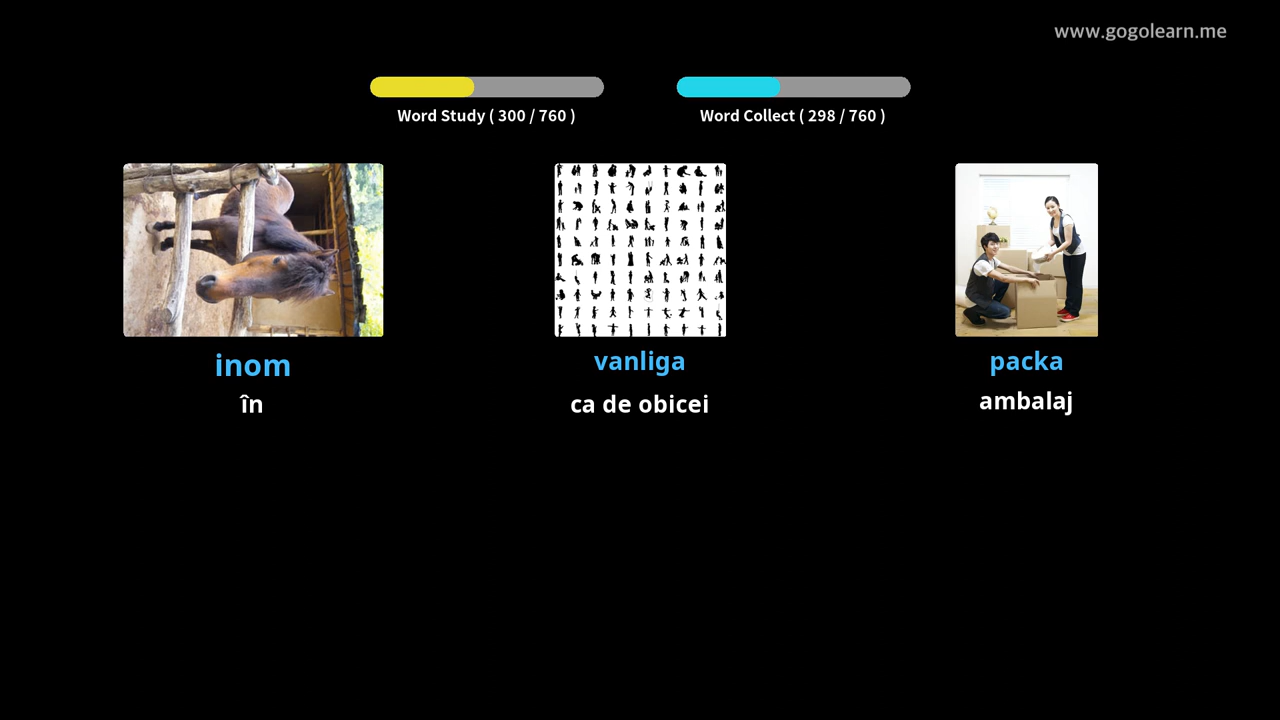 www.gogolearn.me
Word Study ( 300 / 760 )
Word Collect ( 298 / 760 )
inom
vanliga
packa
în
ca de obicei
ambalaj